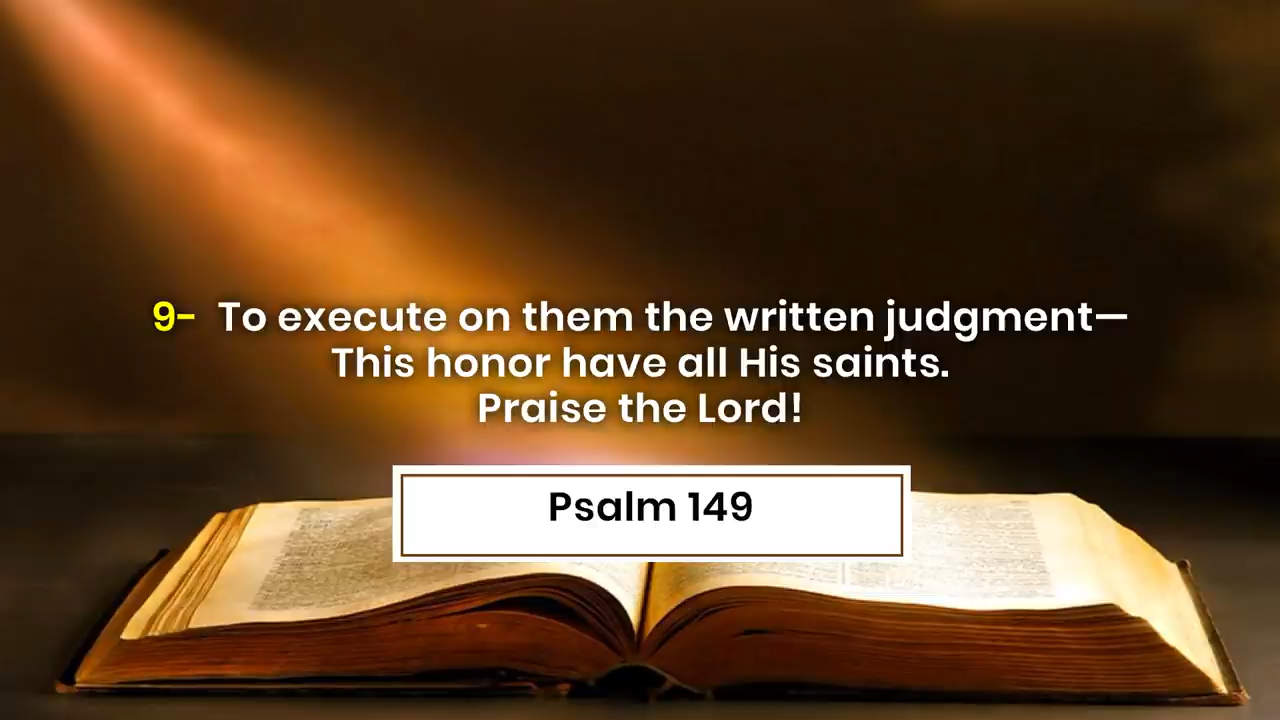 9- To execute on them the written judgment—
This honor have all His saints.
Praise the Lord!
Psalm 149